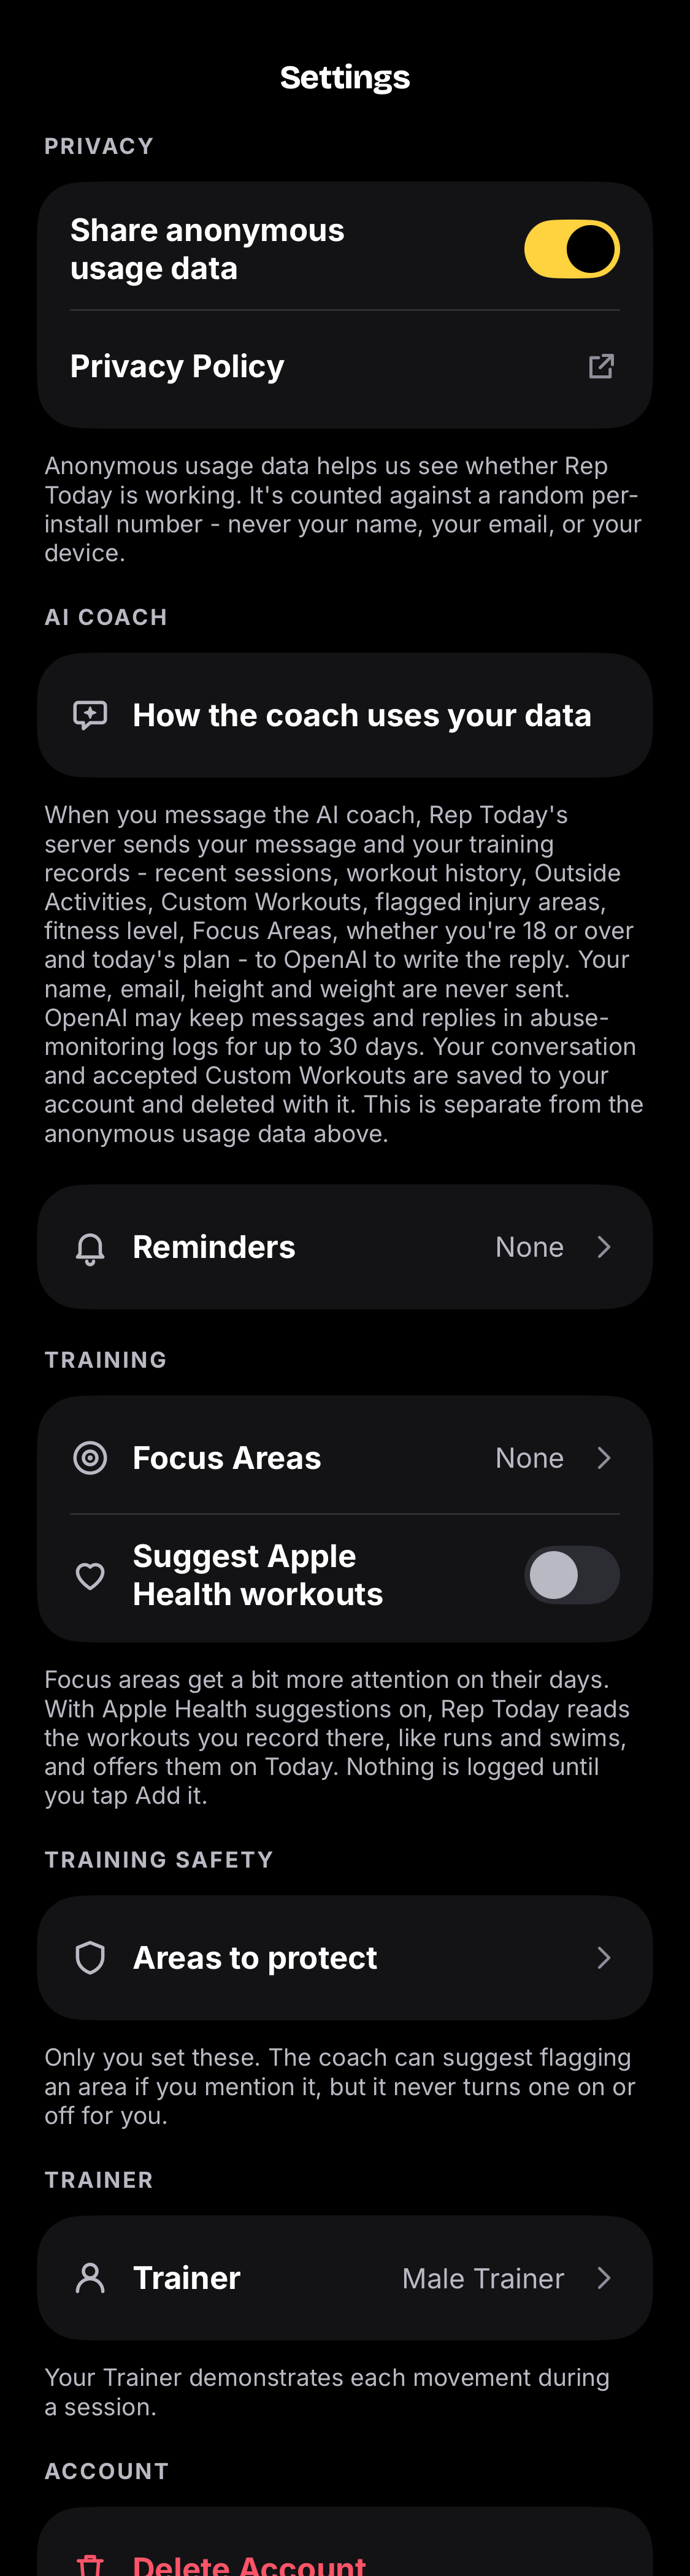 Settings
PRIVACY
Share anonymous
usage data
Privacy Policy
Anonymous usage data helps us see whether Rep
Today is working. It's counted against a random per-
install number - never your name, your email, or your
device.
AI COACH
How the coach uses your data
When you message the AI coach, Rep Today's
server sends your message and your training
records - recent sessions, workout history, Outside
Activities, Custom Workouts, flagged injury areas,
fitness level, Focus Areas, whether you're 18 or over
and today's plan - to OpenAI to write the reply. Your
name, email, height and weight are never sent.
OpenAI may keep messages and replies in abuse-
monitoring logs for up to 30 days. Your conversation
and accepted Custom Workouts are saved to your
account and deleted with it. This is separate from the
anonymous usage data above.
Reminders None
TRAINING
Focus Areas None
Suggest Apple
Health workouts
Focus areas get a bit more attention on their days.
With Apple Health suggestions on, Rep Today reads
the workouts you record there, like runs and swims,
and offers them on Today. Nothing is logged until
you tap Add it.
TRAINING SAFETY
Areas to protect
Only you set these. The coach can suggest flagging
an area if you mention it, but it never turns one on or
off for you.
TRAINER
Trainer Male Trainer
Your Trainer demonstrates each movement during
a session.
ACCOUNT
Delete Account